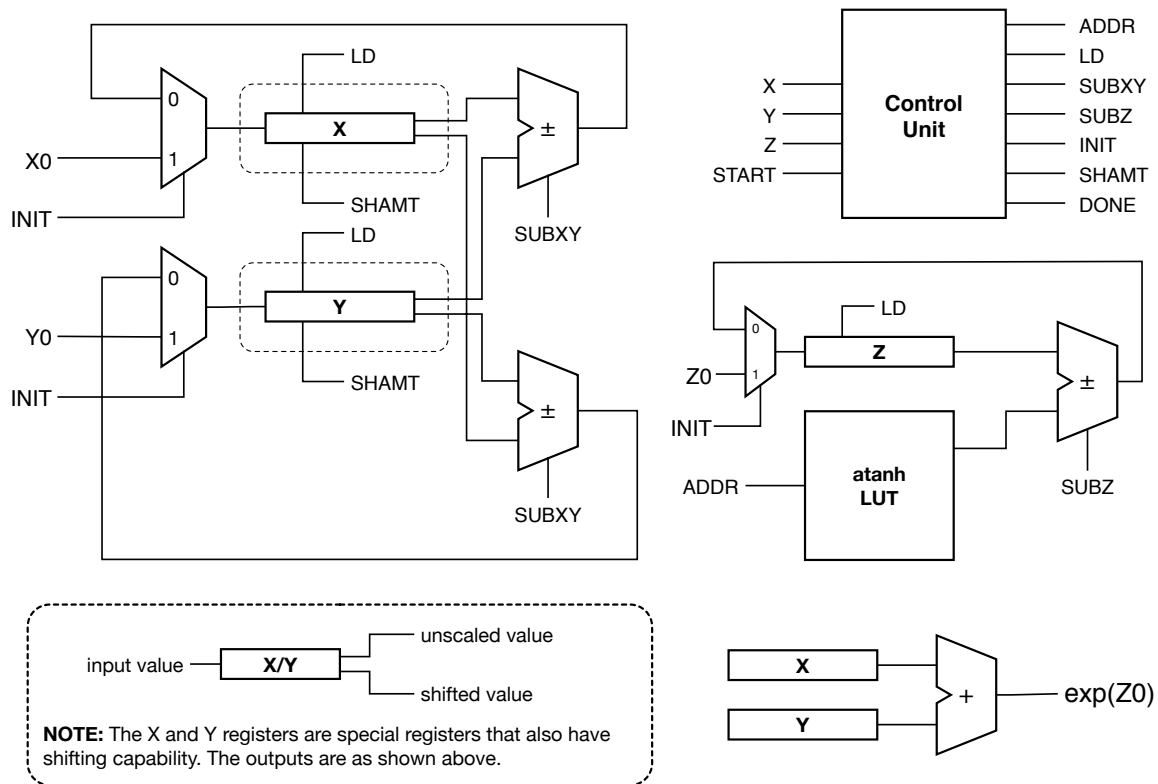 LD
0
X
±
X0
1
INIT
SHAMT
SUBXY
LD
0
Y
Y0
1
INIT
SHAMT
±
SUBXY
X
Y
Z
START
Control
Unit
ADDR
LD
SUBXY
SUBZ
INIT
SHAMT
DONE
LD
0
Z
Z0
1
±
INIT
ADDR
atanh
LUT
SUBZ
input value
X/Y
unscaled value
shifted value
NOTE: The X and Y registers are special registers that also have
shifting capability. The outputs are as shown above.
X
Y
+
exp(Z0)